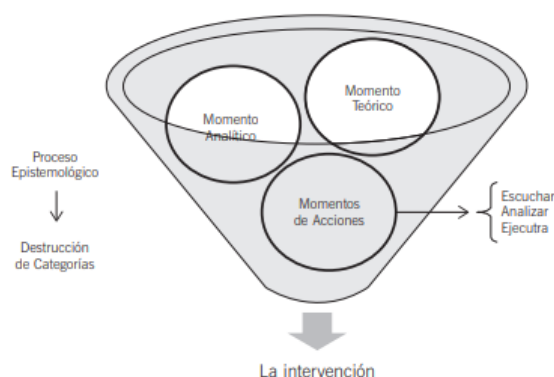 Momento
Teórico
Momento
Analítico
Proceso
Epistemológico
Destrucción
de Categorías
Momentos
de Acciones
Escuchar
Analizar
Ejecutra
La intervención